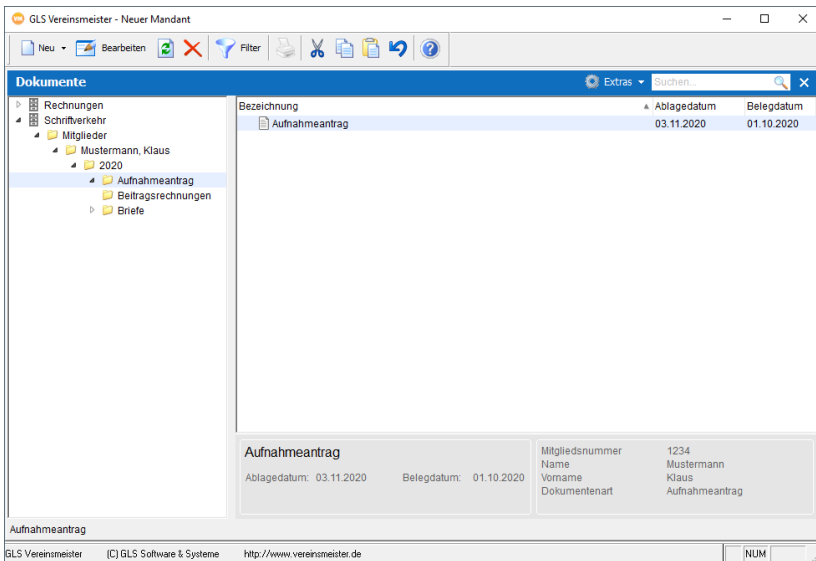 GLS Vereinsmeister - Neuer Mandant
Neu Bearbeiten Filter
Dokumente Extras Suchen...
Rechnungen
Schriftverkehr
Mitglieder
Mustermann, Klaus
2020
Aufnahmeantrag
Beitragsrechnungen
Briefe
Bezeichnung Ablagedatum Belegdatum
Aufnahmeantrag 03.11.2020 01.10.2020
Aufnahmeantrag
Ablagedatum: 03.11.2020 Belegdatum: 01.10.2020
Mitgliedsnummer 1234
Name Mustermann
Vorname Klaus
Dokumentenart Aufnahmeantrag
Aufnahmeantrag
GLS Vereinsmeister (C) GLS Software & Systeme http://www.vereinsmeister.de NUM